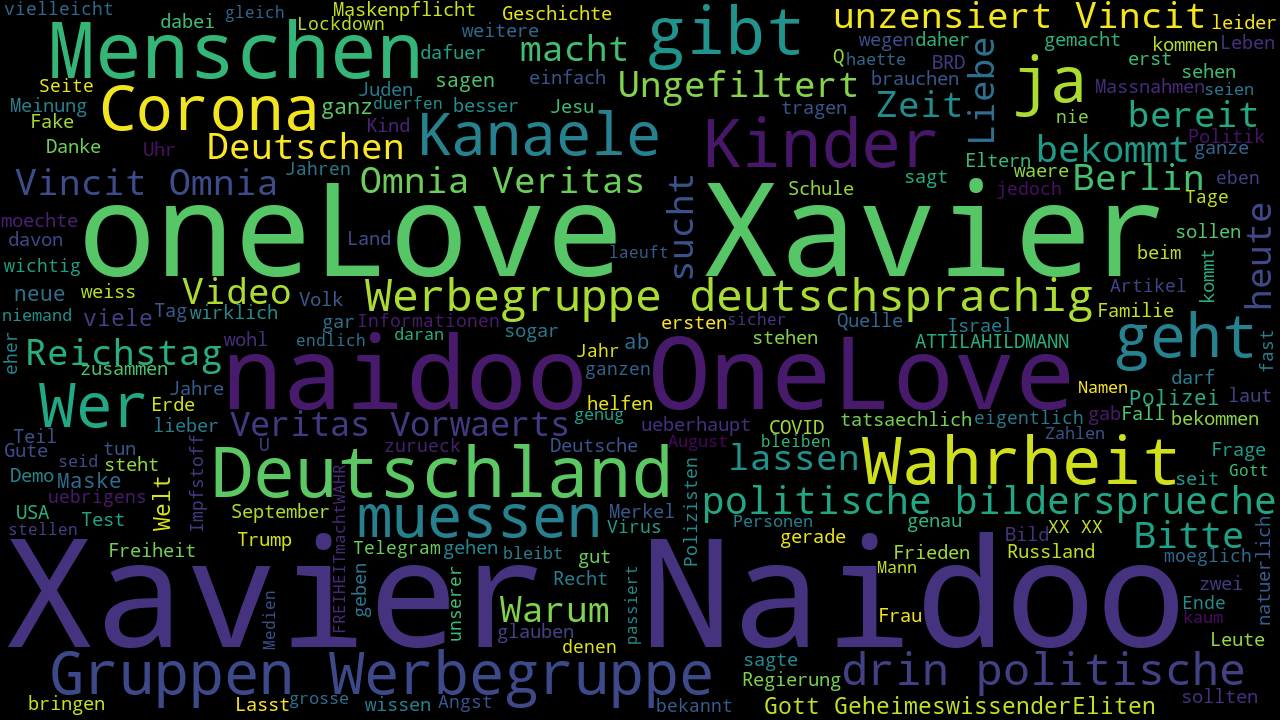 vielleicht gleich Maskenpflicht Geschichte unzensiert Vincit leider
dabei Lockdown weitere gibt
Menschen dafuer macht wegen daher gemacht kommen Leben
Q haette BRD erst sehen
Seite sagen einfach Ungefiltert brauchen Liebe ja Massnahmen seien
Meinung Corona ganz duerfen besser Jesu Juden tragen Zeit nie bereit
Fake Kind Kanaele Kinder Politik
Danke Uhr Deutschen bekommt ganze
Jahren Eltern waere Berlin eben
Vincit Omnia Omnia Veritas sucht Schule sagt jedoch Tage
moechte oneLove Xavier heute
davon Land laeuft sollen
wichtig beim kommt
neue weiss Video Werbegruppe deutschsprachig Artikel
niemand viele Tag wirklich Volk Familie
gar Informationen sogar ersten sicher Quelle Israel geht
eher Reichstag wohl endlich daran ab stehen ATTILAHILDMANN fast
zusammen naidoo OneLove Jahr ganzen darf
Wer Jahre Namen Polizei laut
Erde helfen gab Fall bekommen
lieber Veritas Vorwaerts genug ueberhaupt COVID tatsaechlich eigentlich
Teil U zurueck Deutsche August bleiben Zahlen
Gute tun Frage
seid steht Deutschland lassen Wahrheit Gott
Demo Maske seit
uebrigens Welt Impfstoff FREIHEITmachtWAHR Polizisten politische bildersprueche
USA Test September muessen Merkel
stellen Virus Personen genau XX XX Bitte
Trump gerade Bild
Freiheit Telegram gehen bleibt gut Frieden Russland moeglich
Xavier Naidoo Mann
geben unserer Recht passiert zwei natuerlich
Medien Warum Frau Ende
glauben kaum
denen Leute
Gruppen Werbegruppe sagte drin politische
Regierung
bringen Lasst grosse wissen Angst bekannt Gott GeheimeswissenderEliten sollten